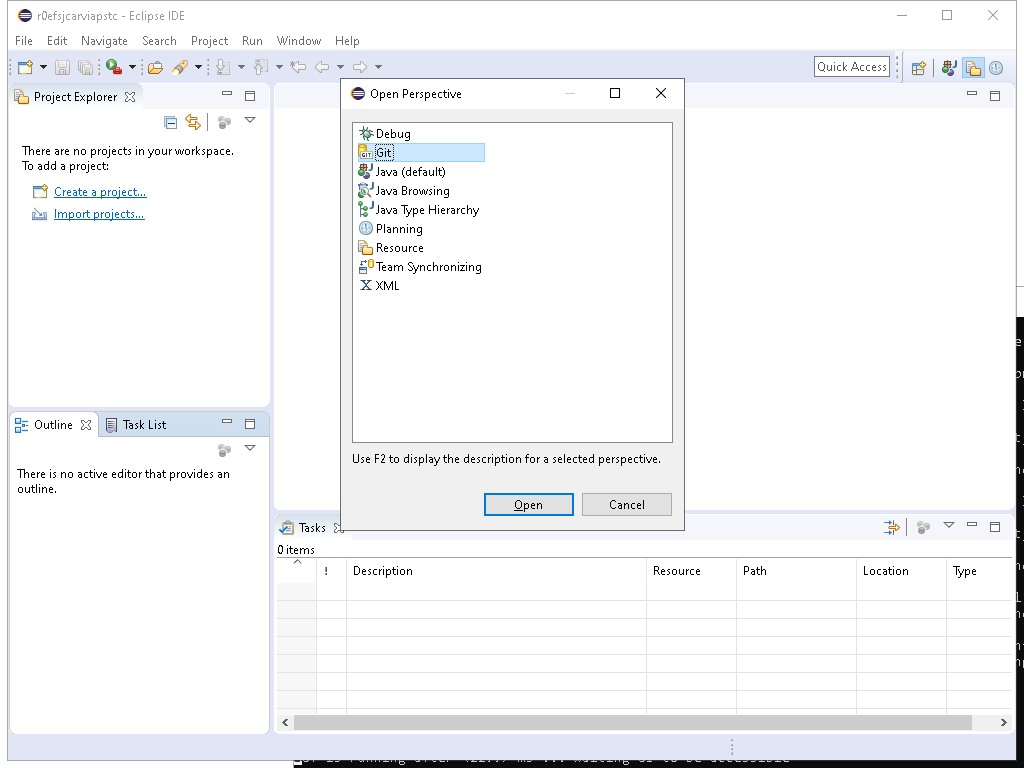 r0efsjcarviapstc - Eclipse IDE
File Edit Navigate Search Project Run Window Help
Quick Access
Project Explorer
There are no projects in your workspace.
To add a project:
Create a project...
Import projects...
Open Perspective
Debug
GIT Git
Java (default)
Java Browsing
Java Type Hierarchy
Planning
Resource
Team Synchronizing
XML
Use F2 to display the description for a selected perspective.
Open Cancel
Outline Task List
There is no active editor that provides an
outline.
Tasks
0 items
! Description Resource Path Location Type